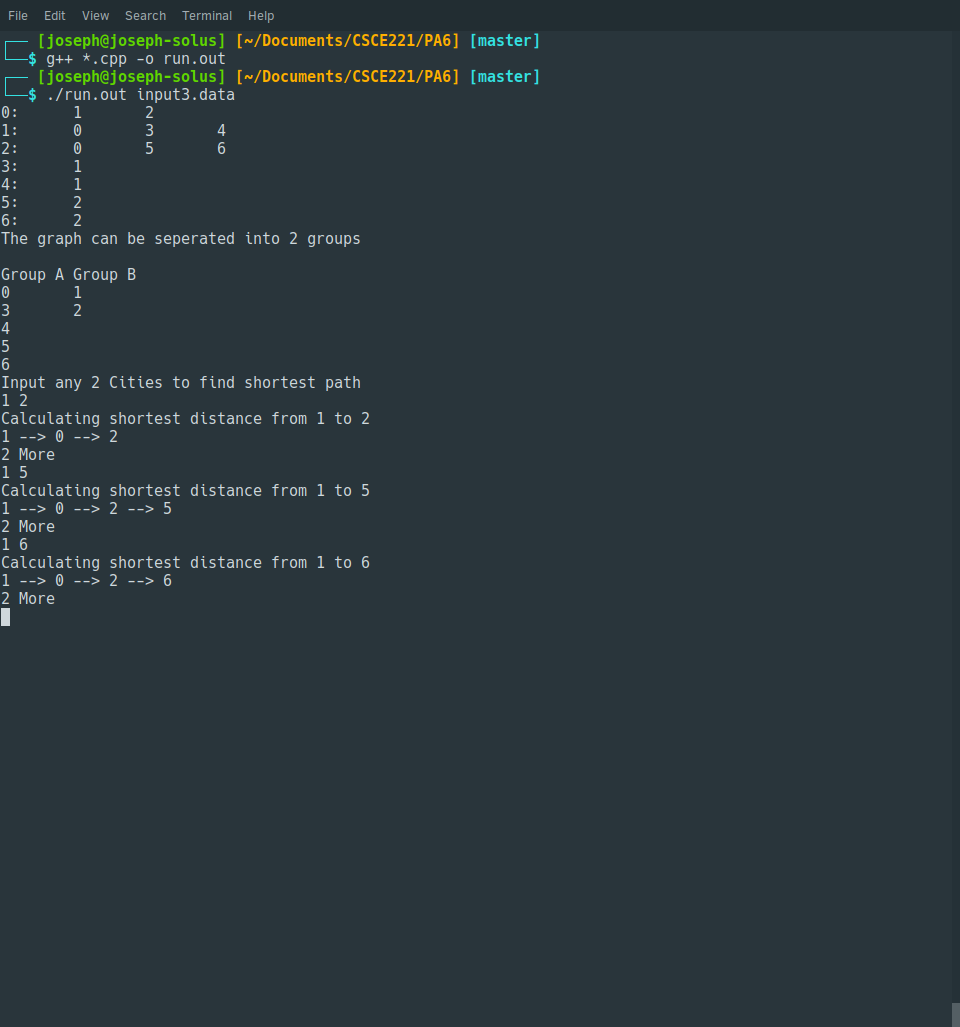 File Edit View Search Terminal Help
┌── [joseph@joseph-solus] [~/Documents/CSCE221/PA6] [master]
└──$ g++ *.cpp -o run.out
┌── [joseph@joseph-solus] [~/Documents/CSCE221/PA6] [master]
└──$ ./run.out input3.data
0:      1       2
1:      0       3       4
2:      0       5       6
3:      1
4:      1
5:      2
6:      2
The graph can be seperated into 2 groups

Group A Group B
0       1
3       2
4
5
6
Input any 2 Cities to find shortest path
1 2
Calculating shortest distance from 1 to 2
1 --> 0 --> 2
2 More
1 5
Calculating shortest distance from 1 to 5
1 --> 0 --> 2 --> 5
2 More
1 6
Calculating shortest distance from 1 to 6
1 --> 0 --> 2 --> 6
2 More